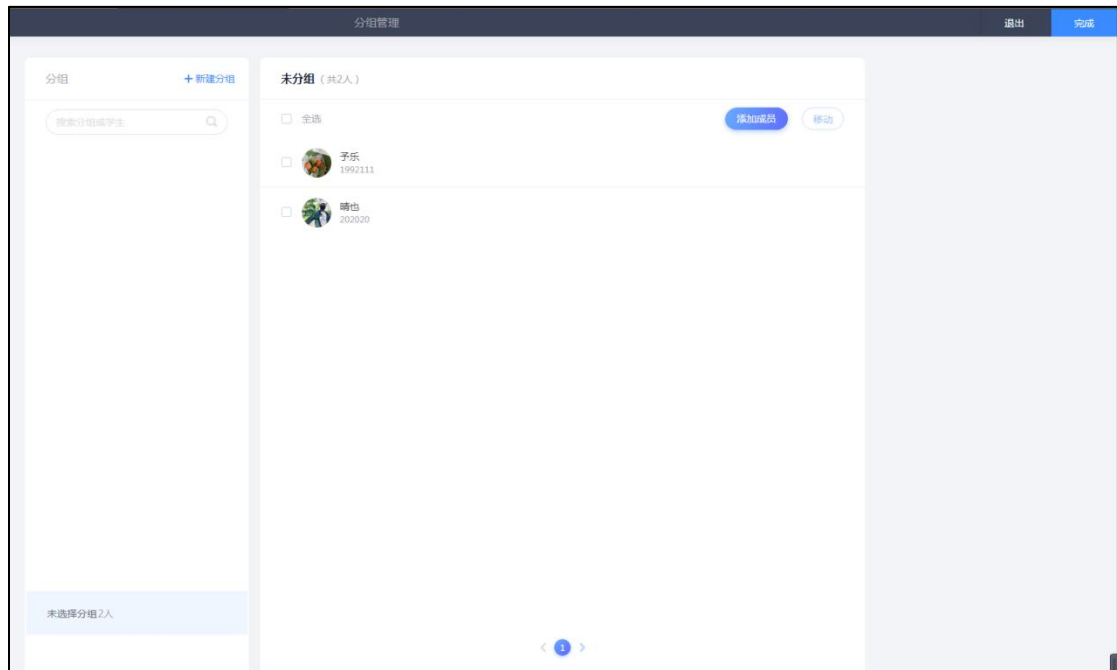 分组管理
退出
完成
分组
+ 新建分组
搜索分组或学生
未选择分组2人
未分组（共2人）
全选
添加成员
移动
予乐
1992111
晴也
202020
1